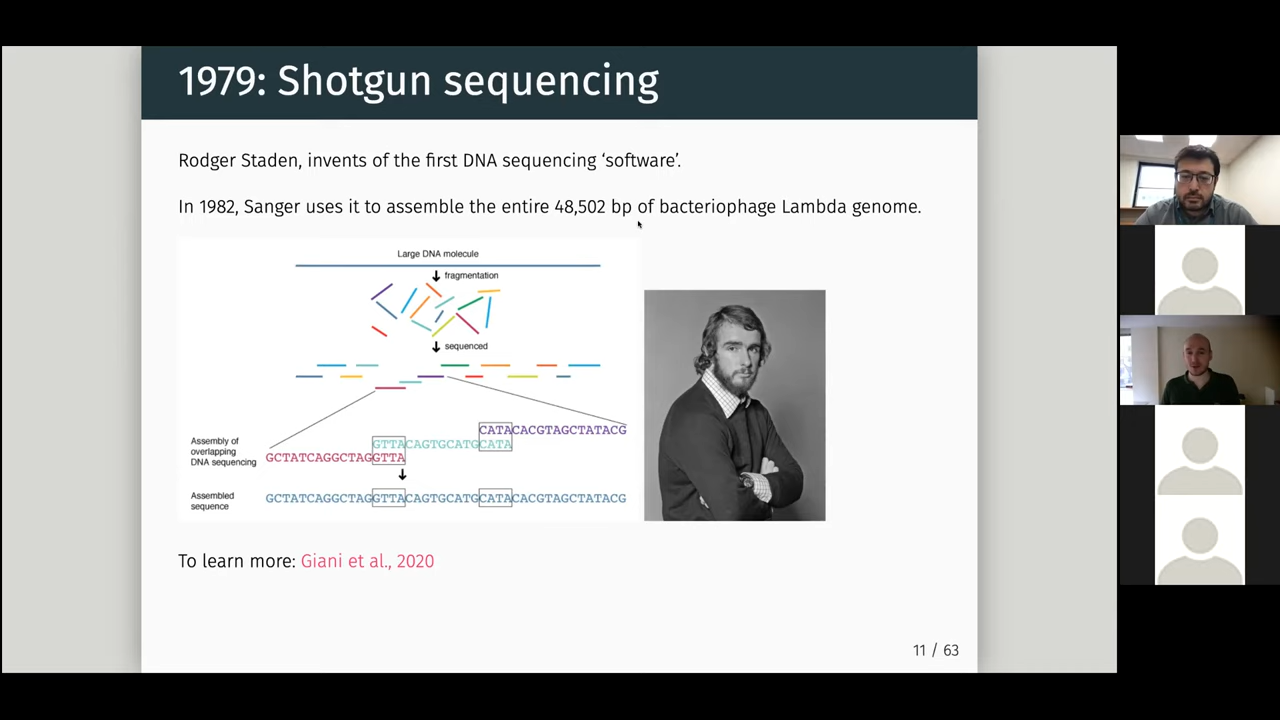 1979: Shotgun sequencing
Rodger Staden, invents of the first DNA sequencing ‘software’.
In 1982, Sanger uses it to assemble the entire 48,502 bp of bacteriophage Lambda genome.
Large DNA molecule
fragmentation
sequenced
CATACACGTAGCTATACG
GTTACAGTGCATGCATA
Assembly of
overlapping
DNA sequencing
GCTATCAGGCTAGGTTA
Assembled
sequence
GCTATCAGGCTAGGTTACAGTGCATGCATACACGTAGCTATACG
To learn more: Giani et al., 2020
11 / 63